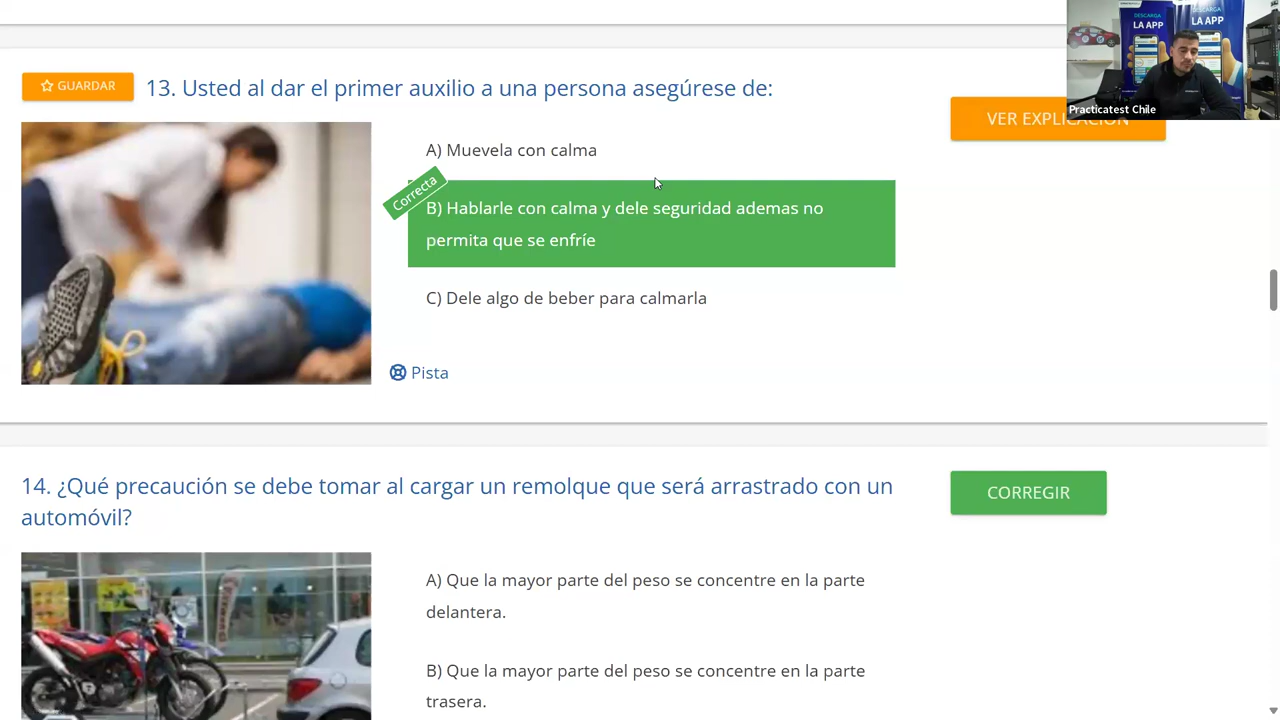 DESCARGA
LA APP
DESCARGA
LA APP
Practicatest Chile
GUARDAR
13. Usted al dar el primer auxilio a una persona asegúrese de:
VER EXPLICACIÓN
A) Muevela con calma
Correcta
B) Hablarle con calma y dele seguridad ademas no
permita que se enfríe
C) Dele algo de beber para calmarla
Pista
14. ¿Qué precaución se debe tomar al cargar un remolque que será arrastrado con un
automóvil?
CORREGIR
A) Que la mayor parte del peso se concentre en la parte
delantera.
B) Que la mayor parte del peso se concentre en la parte
trasera.